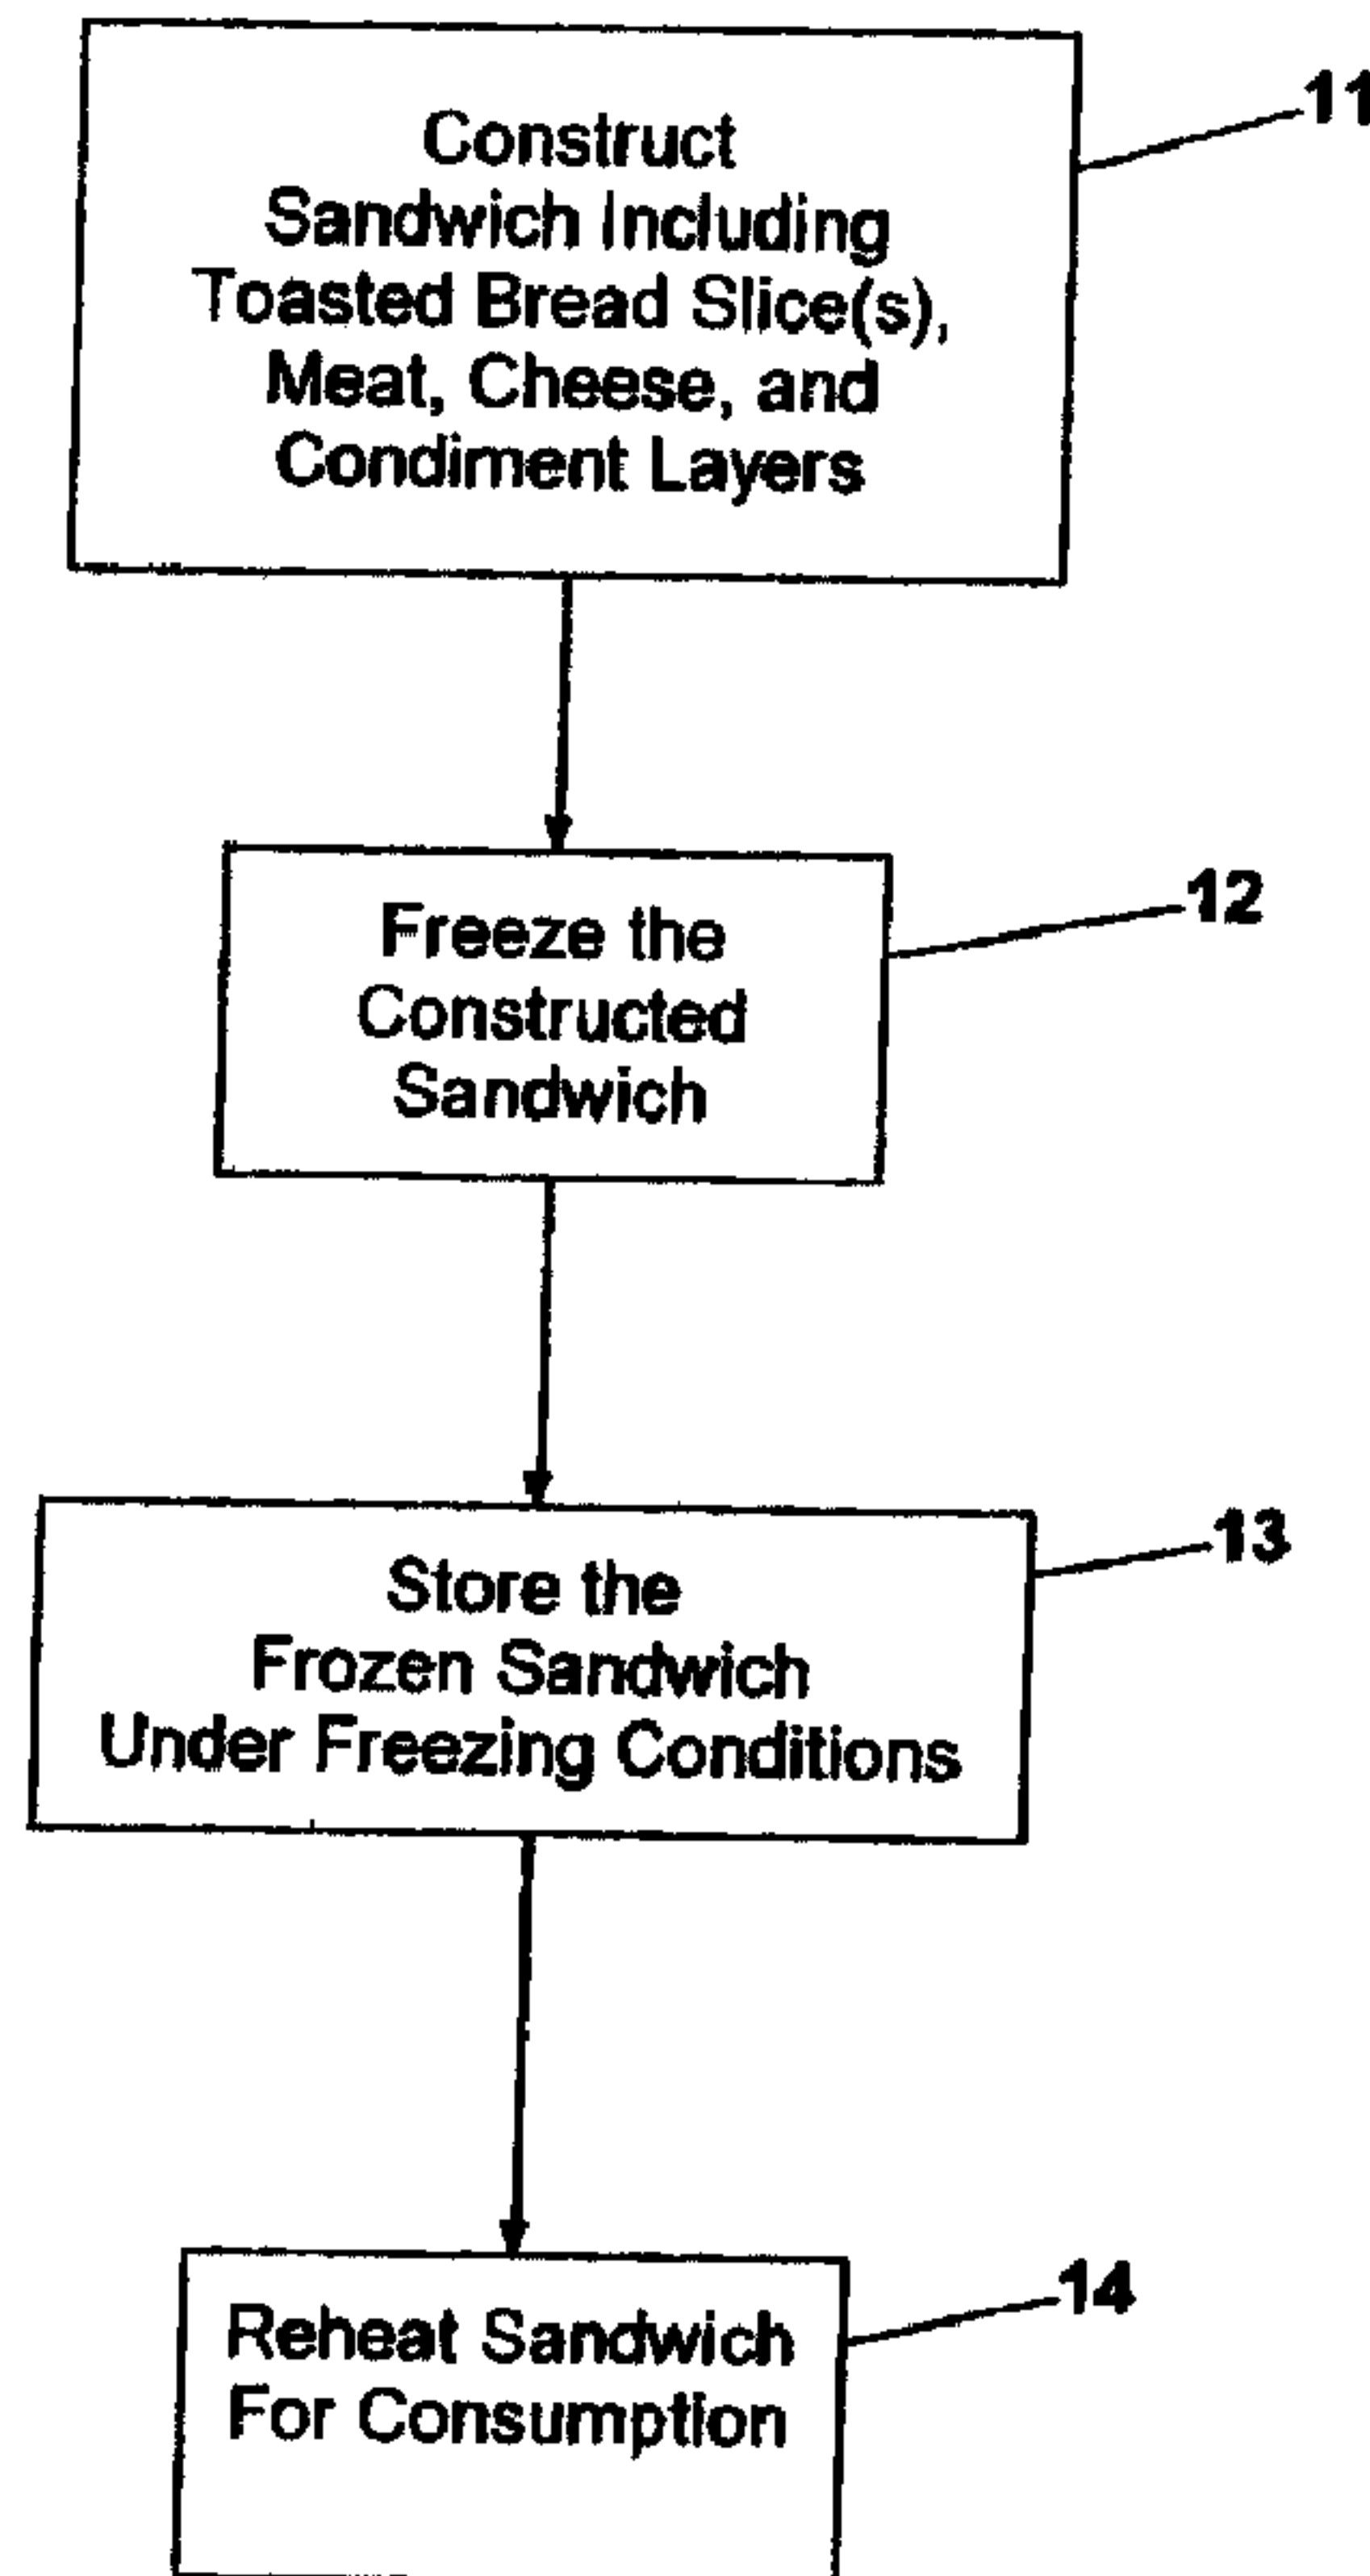 Construct
Sandwich Including
Toasted Bread Slice(s),
Meat, Cheese, and
Condiment Layers
11
Freeze the
Constructed
Sandwich
12
Store the
Frozen Sandwich
Under Freezing Conditions
13
Reheat Sandwich
For Consumption
14